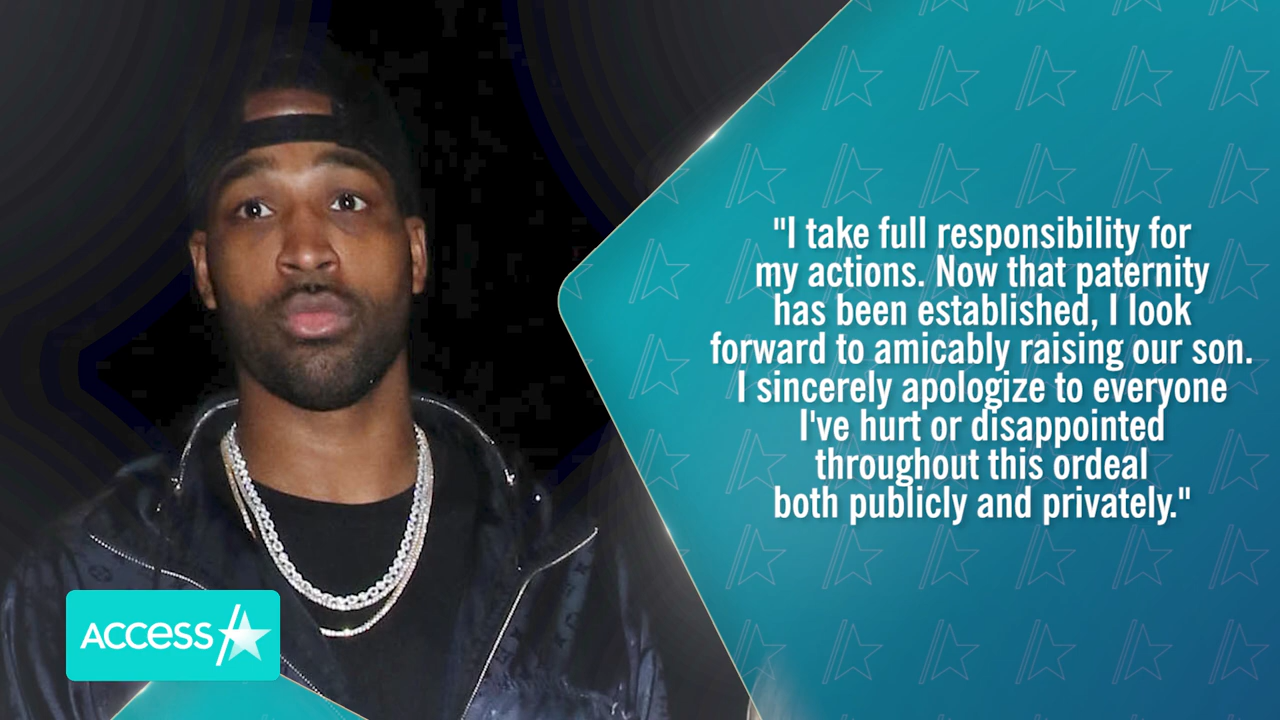 "I take full responsibility for
my actions. Now that paternity
has been established, I look
forward to amicably raising our son.
I sincerely apologize to everyone
I've hurt or disappointed
throughout this ordeal
both publicly and privately."
ACCESS